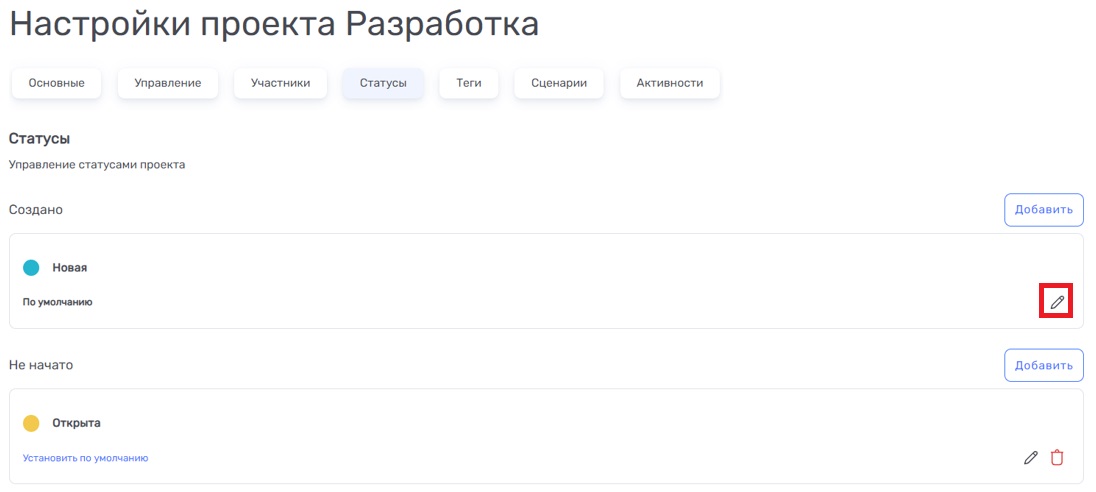 Настройки проекта Разработка
Основные Управление Участники Статусы Теги Сценарии Активности
Статусы
Управление статусами проекта
Создано Добавить
Новая
По умолчанию
Не начато Добавить
Открыта
Установить по умолчанию